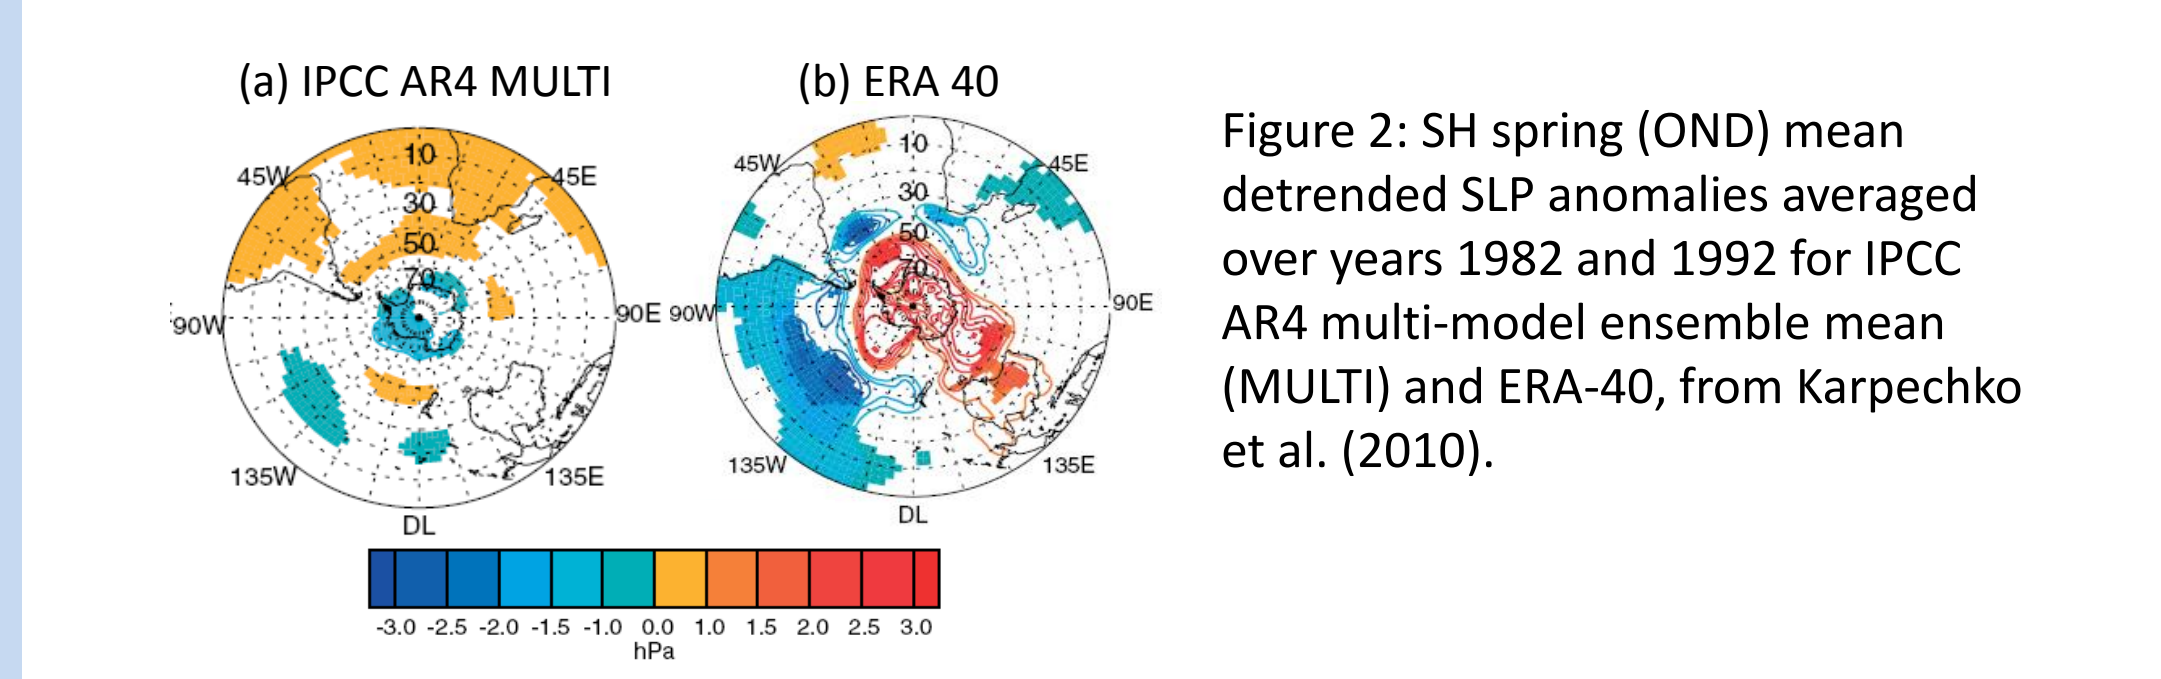 (a) IPCC AR4 MULTI
(b) ERA 40
Figure 2: SH spring (OND) mean
detrended SLP anomalies averaged
over years 1982 and 1992 for IPCC
AR4 multi-model ensemble mean
(MULTI) and ERA-40, from Karpechko
et al. (2010).
10
45W
45E
30
50
70
90W
90E
135W
135E
DL
10
45W
45E
30
50
70
90W
90E
135W
135E
DL
-3.0 -2.5 -2.0 -1.5 -1.0 0.0 1.0 1.5 2.0 2.5 3.0
hPa